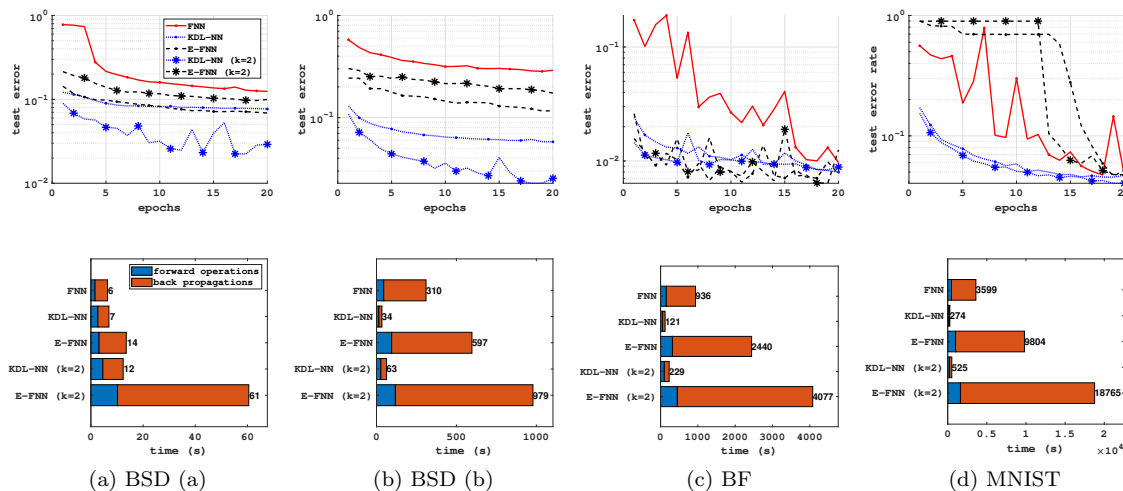 test error
10^0
10^-1
10^-2
0 5 10 15 20
epochs
FNN
KDL-NN
E-FNN
KDL-NN (k=2)
E-FNN (k=2)
test error
10^0
10^-1
0 5 10 15 20
epochs
test error
10^-1
10^-2
0 5 10 15 20
epochs
test error rate
10^-1
5 10 15 20
epochs
forward operations
back propagations
FNN 6
KDL-NN 7
E-FNN 14
KDL-NN (k=2) 12
E-FNN (k=2) 61
0 20 40 60
time (s)
FNN 310
KDL-NN 34
E-FNN 597
KDL-NN (k=2) 63
E-FNN (k=2) 979
0 500 1000
time (s)
FNN 936
KDL-NN 121
E-FNN 2440
KDL-NN (k=2) 229
E-FNN (k=2) 4077
0 1000 2000 3000 4000
time (s)
FNN 3599
KDL-NN 274
E-FNN 9804
KDL-NN (k=2) 525
E-FNN (k=2) 18765
0 0.5 1 1.5 2
×10^4
time (s)
(a) BSD (a) (b) BSD (b) (c) BF (d) MNIST